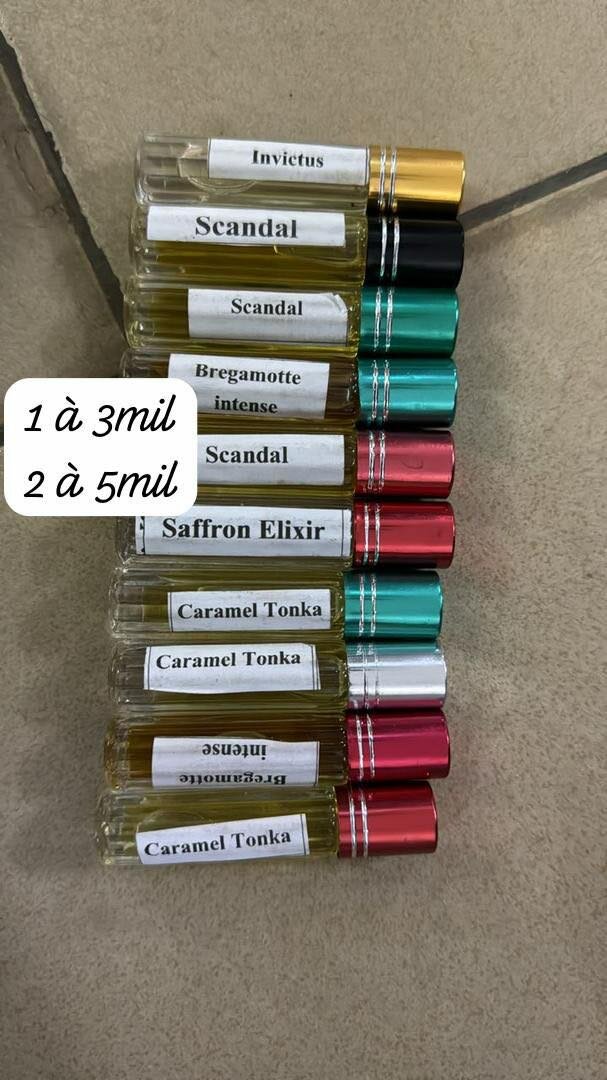 Invictus
Scandal
Scandal
Bregamotte
intense
1 à 3mil
2 à 5mil
Scandal
Saffron Elixir
Caramel Tonka
Caramel Tonka
Bregamotte
intense
Caramel Tonka